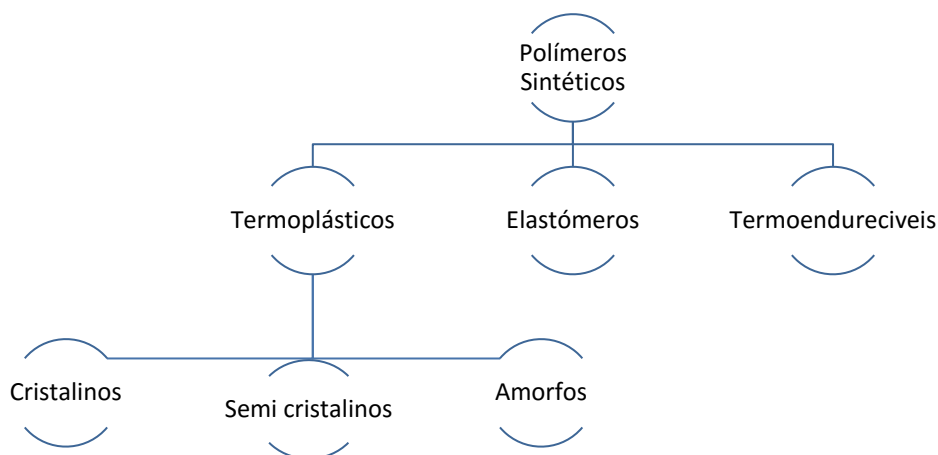 Polímeros
Sintéticos
Termoplásticos
Elastómeros
Termoendureciveis
Cristalinos
Semi cristalinos
Amorfos